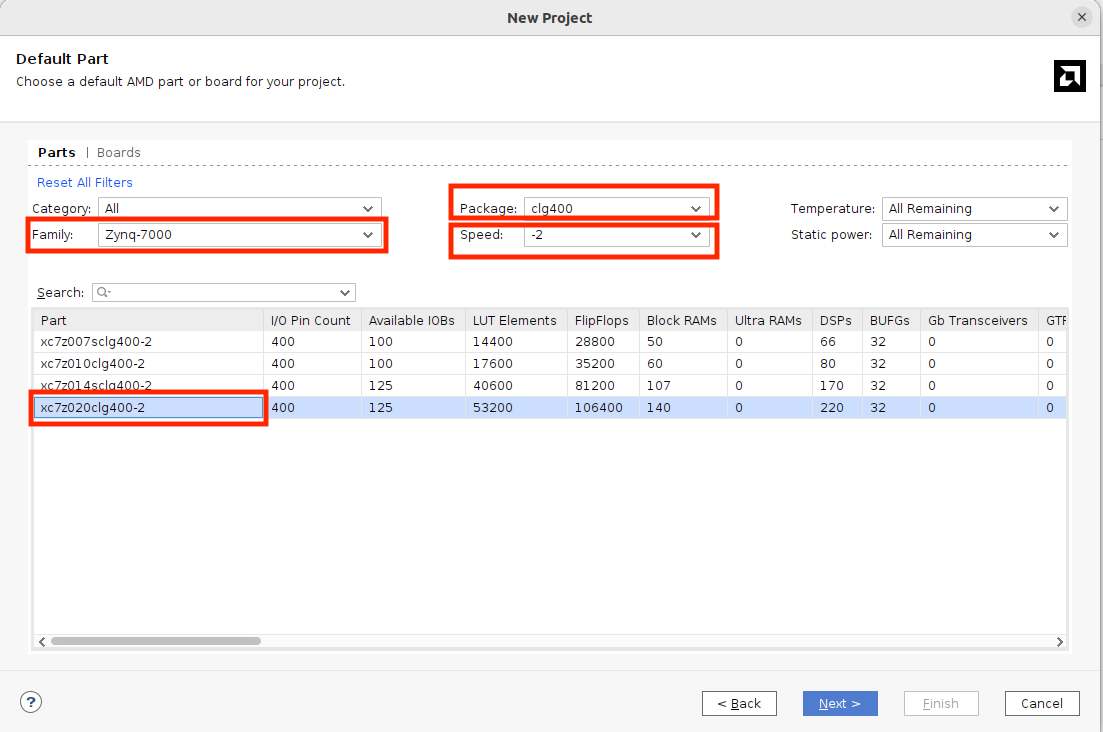 New Project
Default Part
Choose a default AMD part or board for your project.
Parts | Boards
Reset All Filters
Category: All Package: clg400 Temperature: All Remaining
Family: Zynq-7000 Speed: -2 Static power: All Remaining
Search:
Part I/O Pin Count Available IOBs LUT Elements FlipFlops Block RAMs Ultra RAMs DSPs BUFGs Gb Transceivers GTF
xc7z007sclg400-2 400 100 14400 28800 50 0 66 32 0 0
xc7z010clg400-2 400 100 17600 35200 60 0 80 32 0 0
xc7z014sclg400-2 400 125 40600 81200 107 0 170 32 0 0
xc7z020clg400-2 400 125 53200 106400 140 0 220 32 0 0
? < Back Next > Finish Cancel